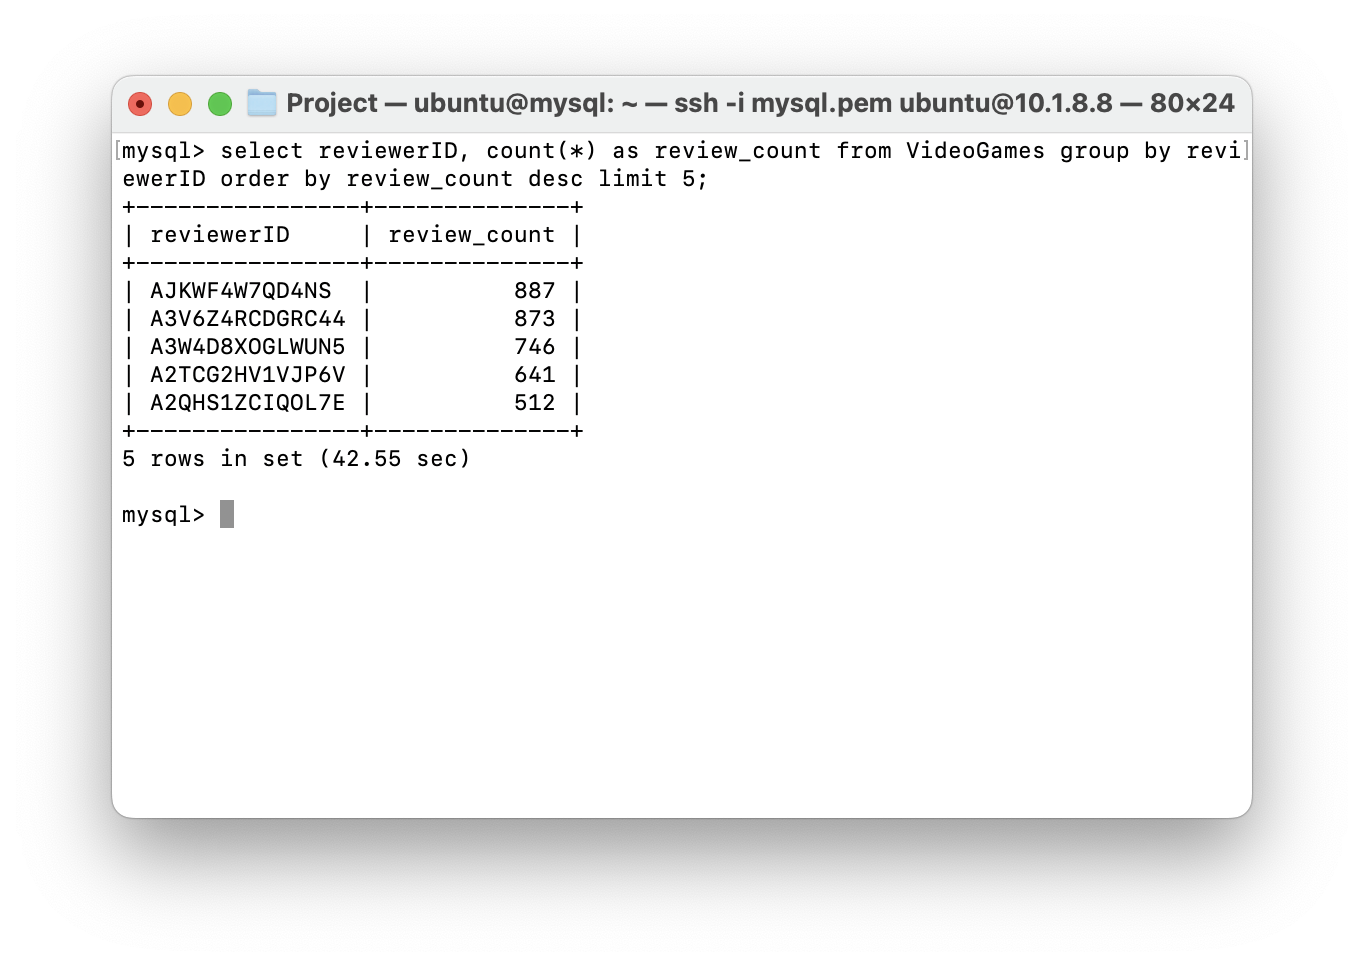 Project — ubuntu@mysql: ~ — ssh -i mysql.pem ubuntu@10.1.8.8 — 80×24
[mysql> select reviewerID, count(*) as review_count from VideoGames group by revi]
ewerID order by review_count desc limit 5;
+----------------+--------------+
| reviewerID     | review_count |
+----------------+--------------+
| AJKWF4W7QD4NS  |          887 |
| A3V6Z4RCDGRC44 |          873 |
| A3W4D8XOGLWUN5 |          746 |
| A2TCG2HV1VJP6V |          641 |
| A2QHS1ZCIQOL7E |          512 |
+----------------+--------------+
5 rows in set (42.55 sec)
mysql>